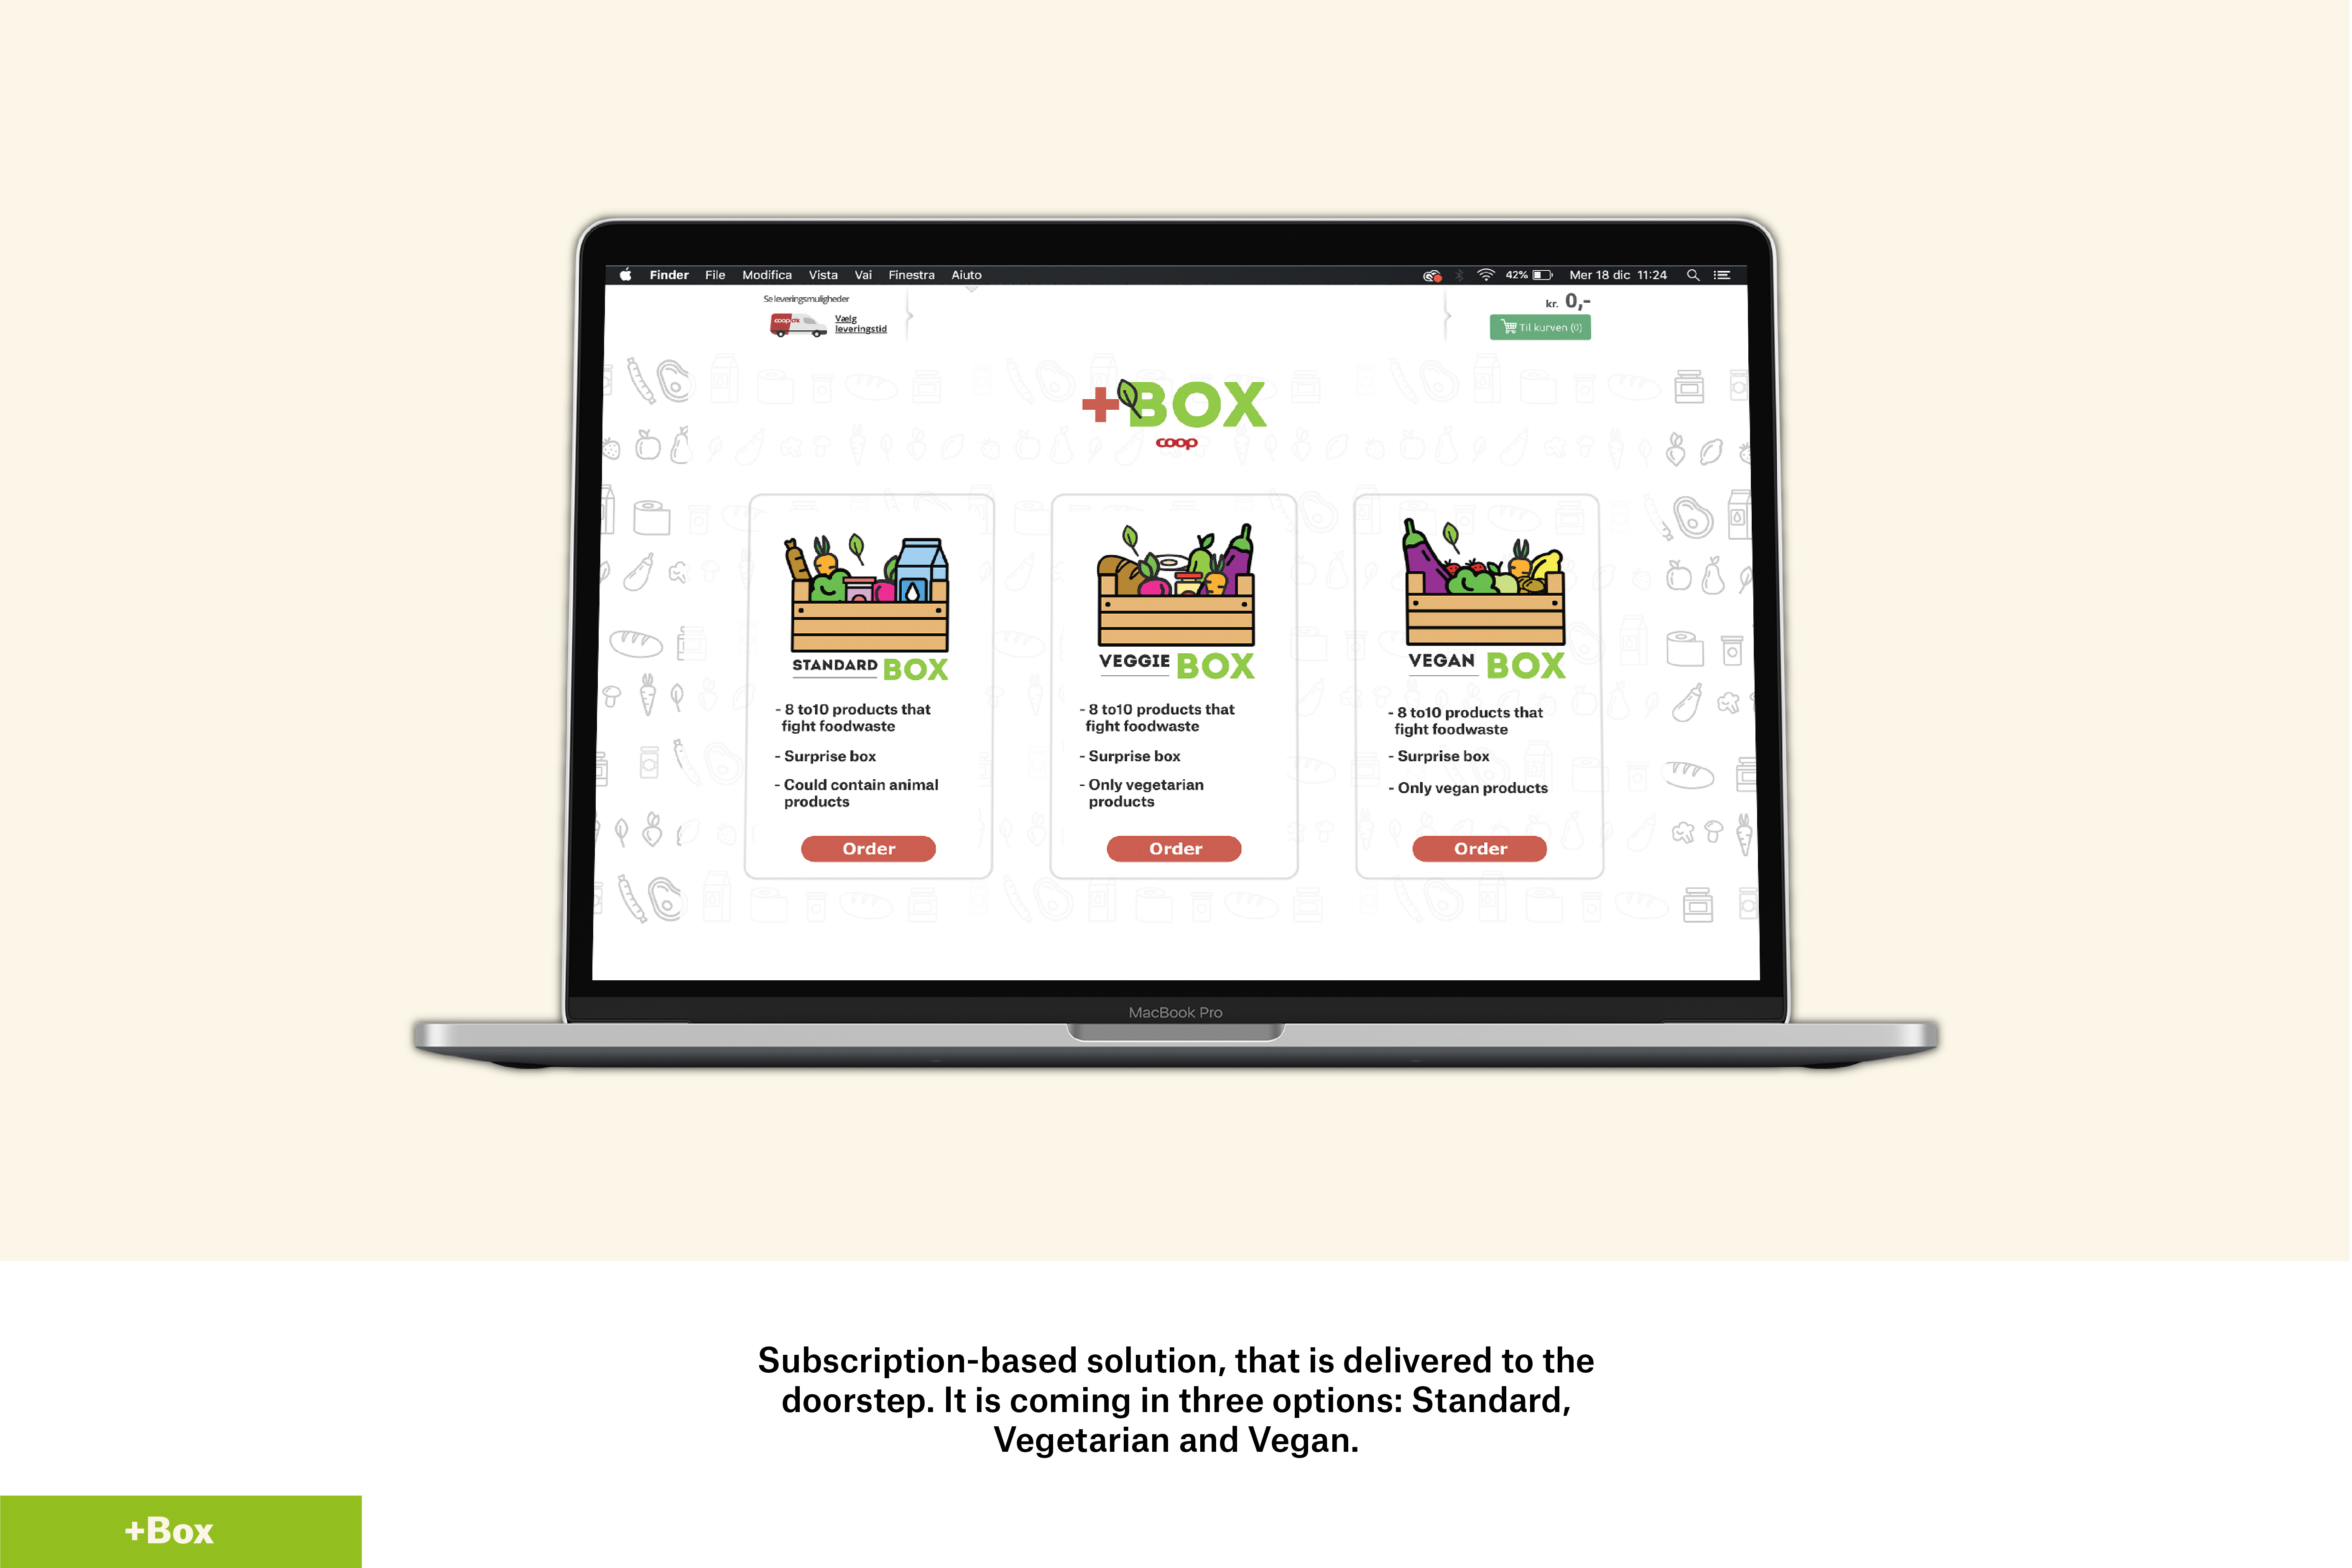 Finder File Modifica Vista Vai Finestra Aiuto 42% Mer 18 dic 11:24
Se leveringsmuligheder
coop.dk
Vælg
leveringstid
kr. 0,-
Til kurven (0)
+BOX
coop
STANDARD BOX
- 8 to10 products that
fight foodwaste
- Surprise box
- Could contain animal
products
Order
VEGGIE BOX
- 8 to10 products that
fight foodwaste
- Surprise box
- Only vegetarian
products
Order
VEGAN BOX
- 8 to10 products that
fight foodwaste
- Surprise box
- Only vegan products
Order
MacBook Pro
Subscription-based solution, that is delivered to the
doorstep. It is coming in three options: Standard,
Vegetarian and Vegan.
+Box